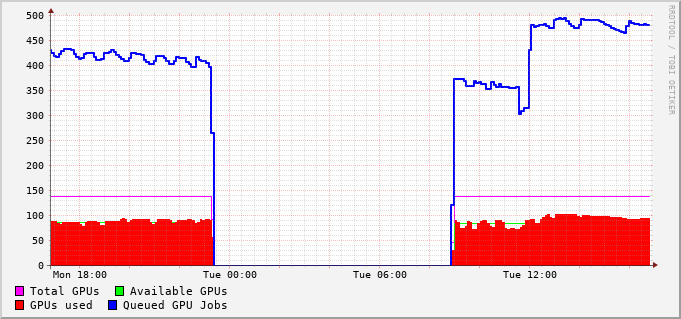 500
450
400
350
300
250
200
150
100
50
0
Mon 18:00 Tue 00:00 Tue 06:00 Tue 12:00
Total GPUs Available GPUs
GPUs used Queued GPU Jobs
RRDTOOL / TOBI OETIKER